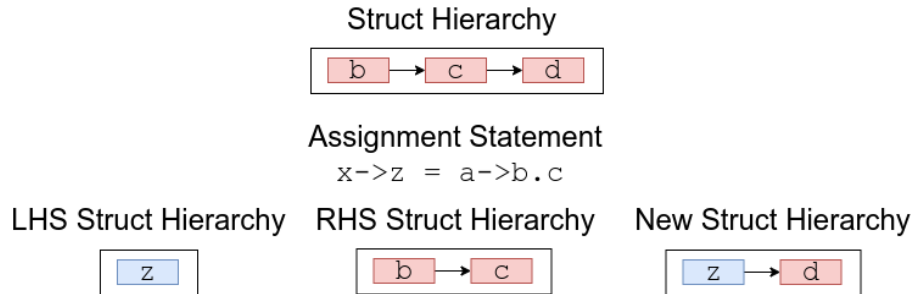 Struct Hierarchy
b c d
Assignment Statement
x->z = a->b.c
LHS Struct Hierarchy RHS Struct Hierarchy New Struct Hierarchy
z b c z d